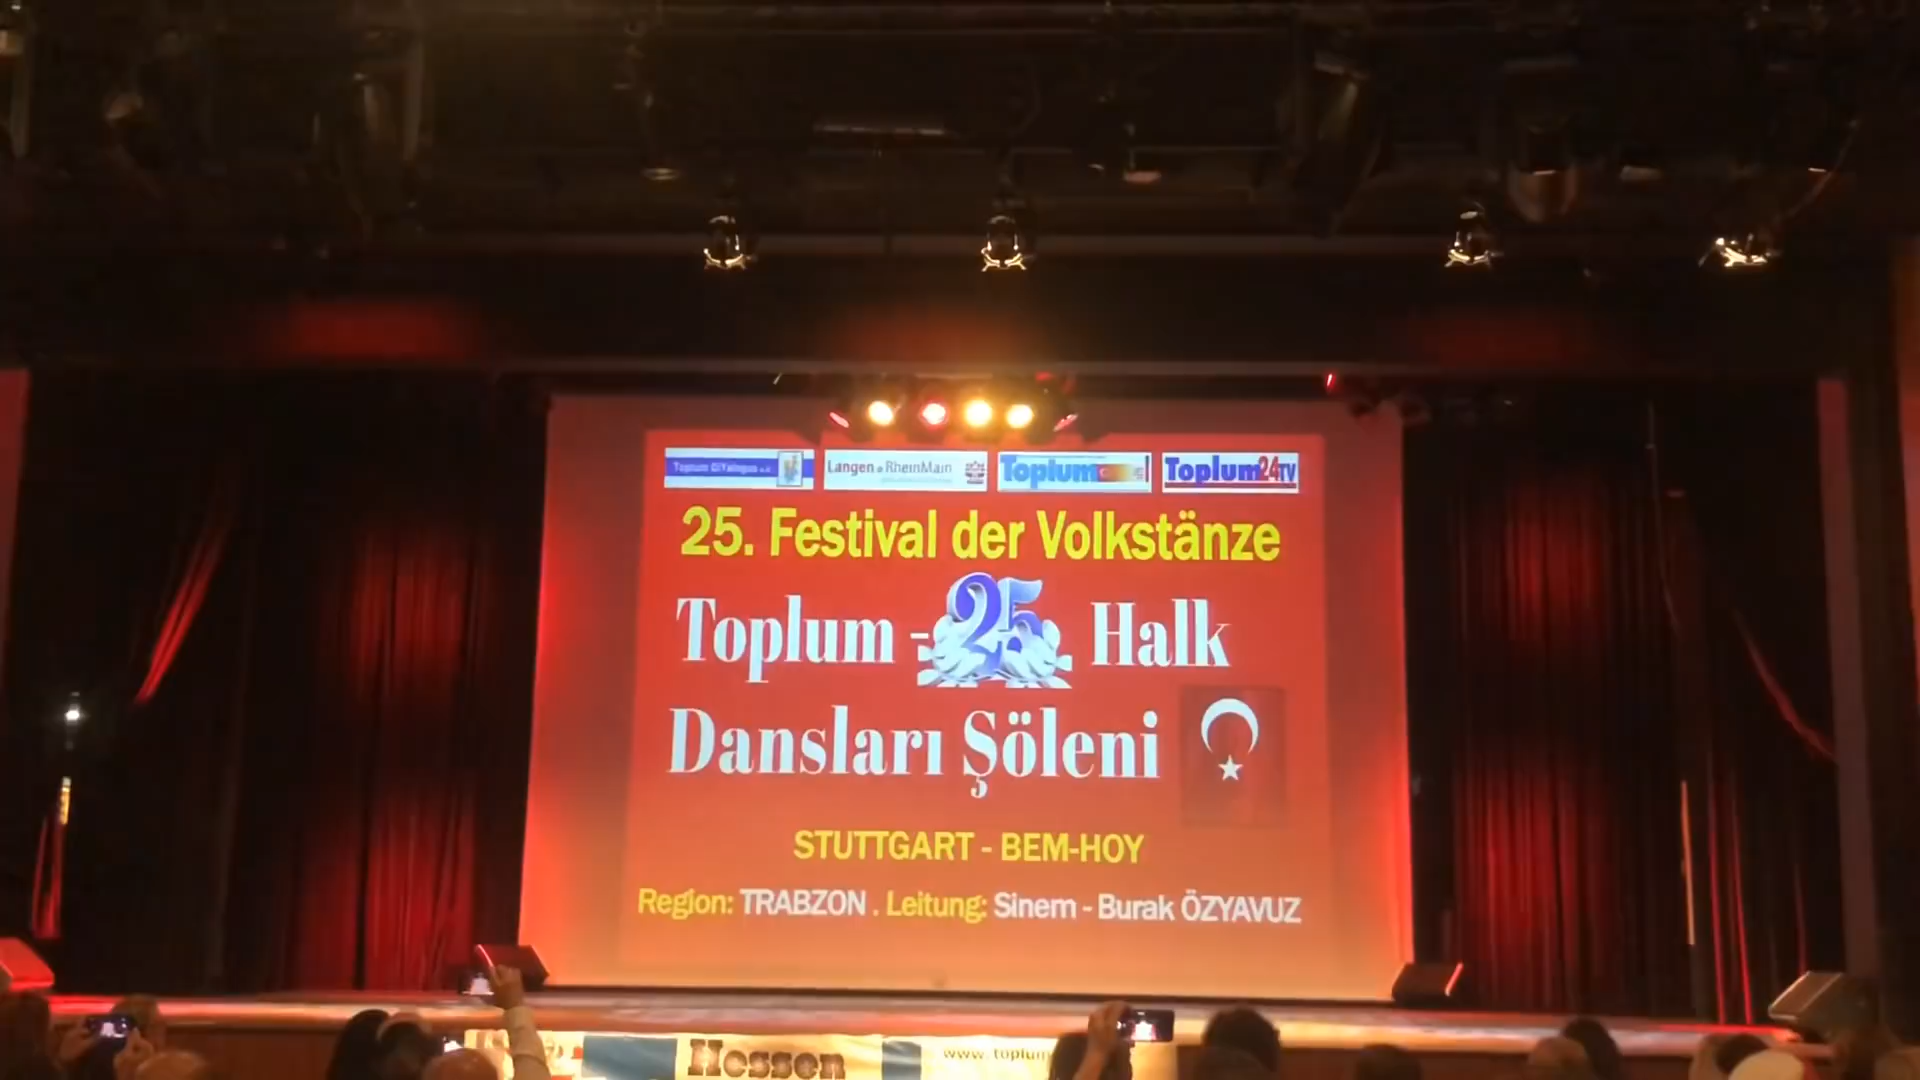 Langen RheinMain
Toplum
Toplum24TV
25. Festival der Volkstänze
Toplum - 25 Halk
Dansları Şöleni
STUTTGART - BEM-HOY
Region: TRABZON . Leitung: Sinem - Burak ÖZYAVUZ
Hessen
www.toplum